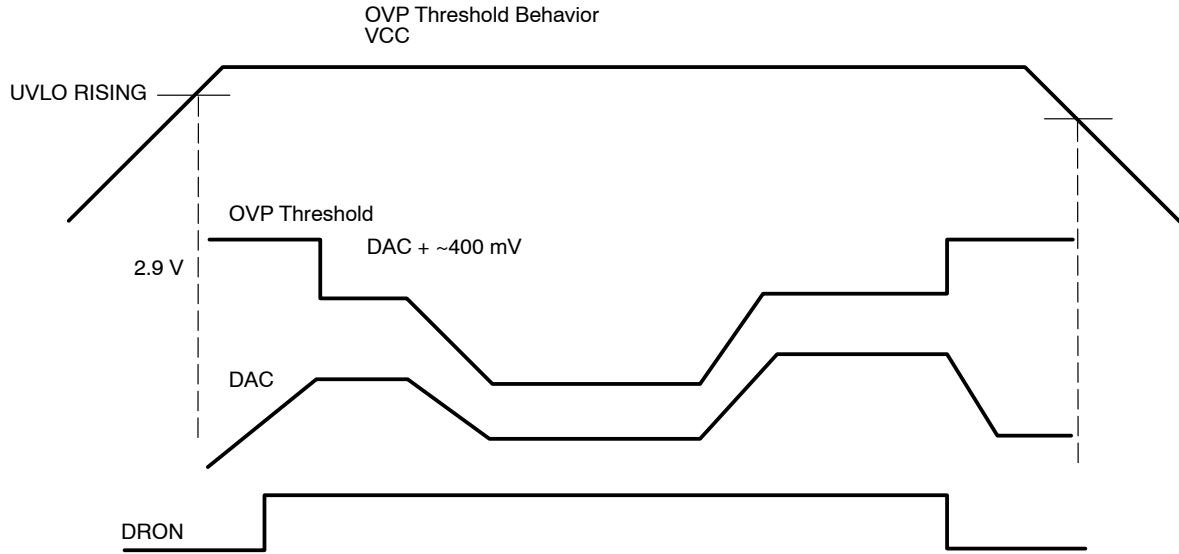 OVP Threshold Behavior
VCC
UVLO RISING
OVP Threshold
DAC + ~400 mV
2.9 V
DAC
DRON